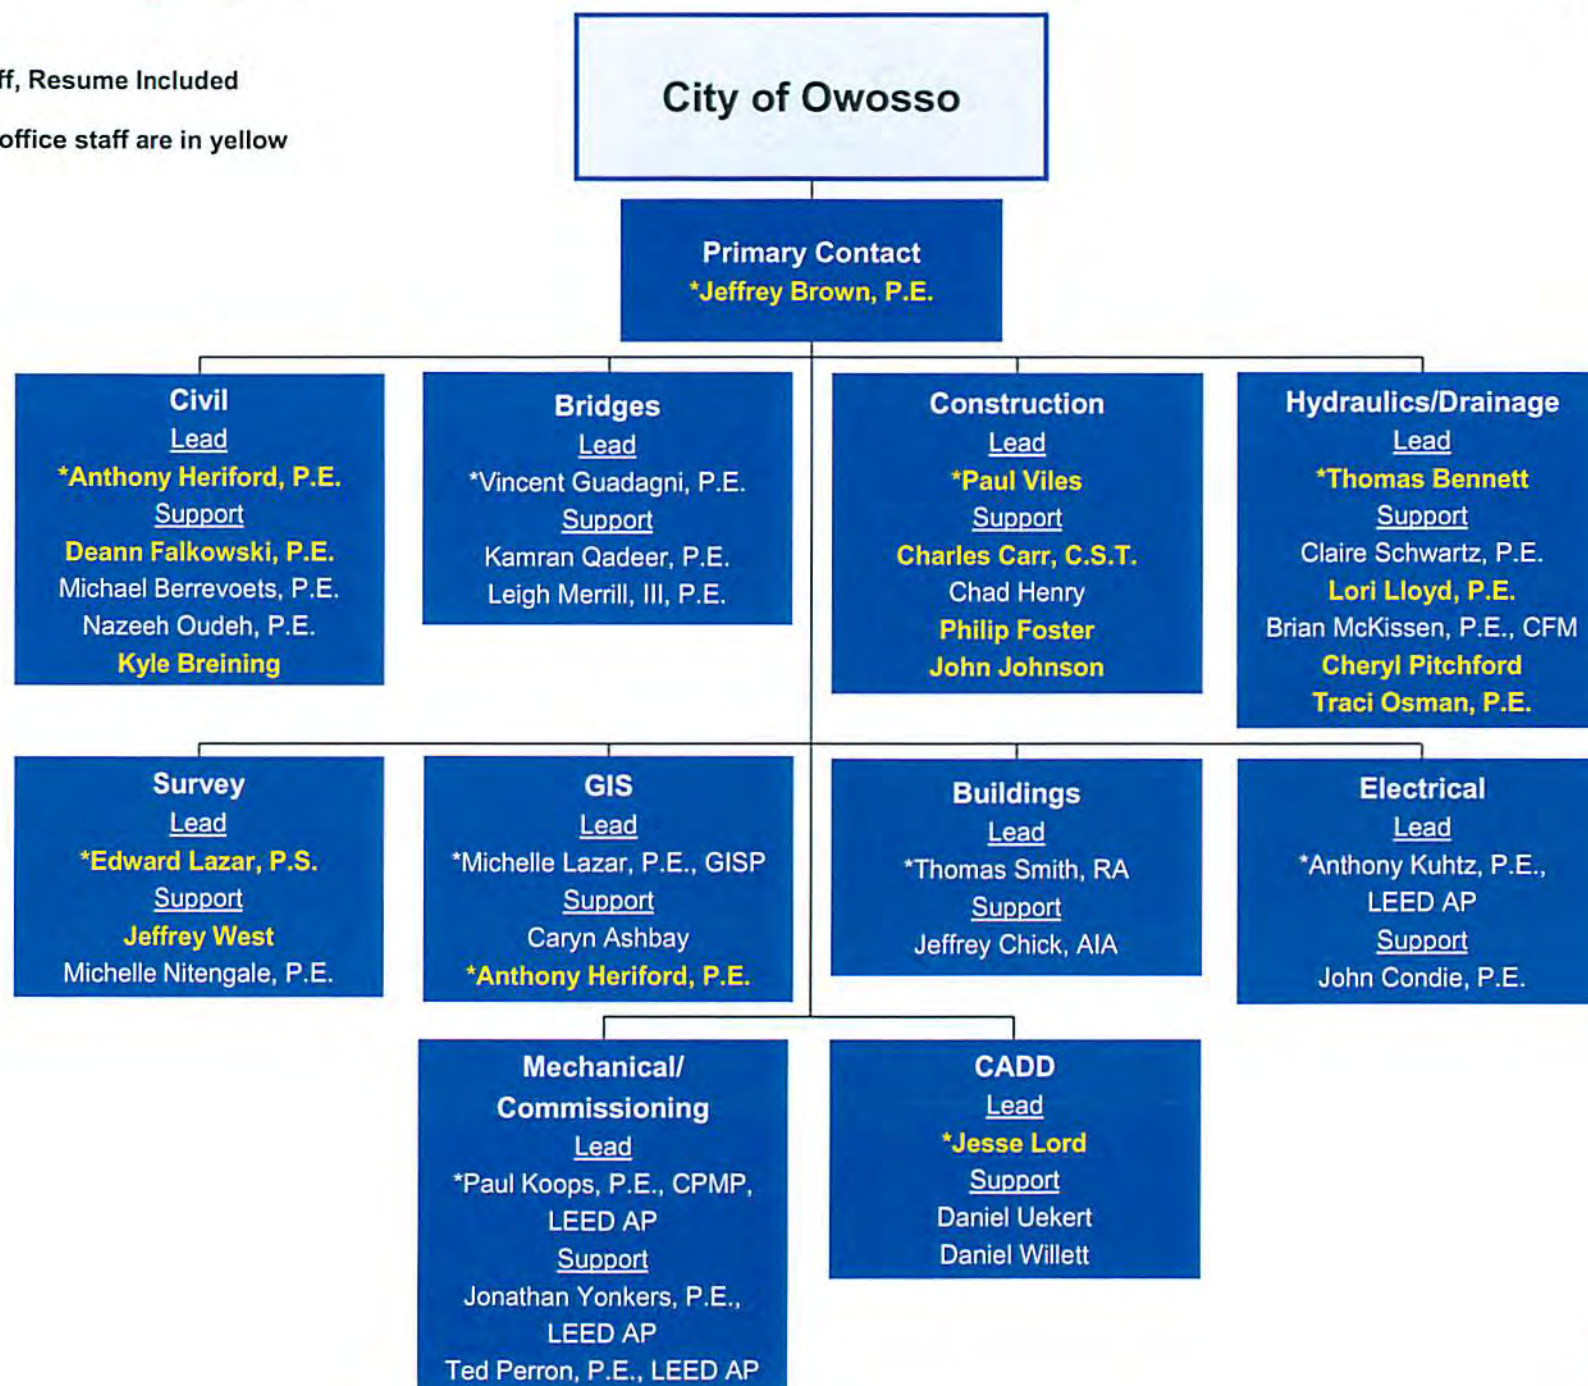 ff, Resume Included
office staff are in yellow
City of Owosso
Primary Contact
*Jeffrey Brown, P.E.
Civil
Lead
*Anthony Heriford, P.E.
Support
Deann Falkowski, P.E.
Michael Berrevoets, P.E.
Nazeeh Oudeh, P.E.
Kyle Breining
Bridges
Lead
*Vincent Guadagni, P.E.
Support
Kamran Qadeer, P.E.
Leigh Merrill, III, P.E.
Construction
Lead
*Paul Viles
Support
Charles Carr, C.S.T.
Chad Henry
Philip Foster
John Johnson
Hydraulics/Drainage
Lead
*Thomas Bennett
Support
Claire Schwartz, P.E.
Lori Lloyd, P.E.
Brian McKissen, P.E., CFM
Cheryl Pitchford
Traci Osman, P.E.
Survey
Lead
*Edward Lazar, P.S.
Support
Jeffrey West
Michelle Nitengale, P.E.
GIS
Lead
*Michelle Lazar, P.E., GISP
Support
Caryn Ashbay
*Anthony Heriford, P.E.
Buildings
Lead
*Thomas Smith, RA
Support
Jeffrey Chick, AIA
Electrical
Lead
*Anthony Kuhtz, P.E.,
LEED AP
Support
John Condie, P.E.
Mechanical/
Commissioning
Lead
*Paul Koops, P.E., CPMP,
LEED AP
Support
Jonathan Yonkers, P.E.,
LEED AP
Ted Perron, P.E., LEED AP
CADD
Lead
*Jesse Lord
Support
Daniel Uekert
Daniel Willett